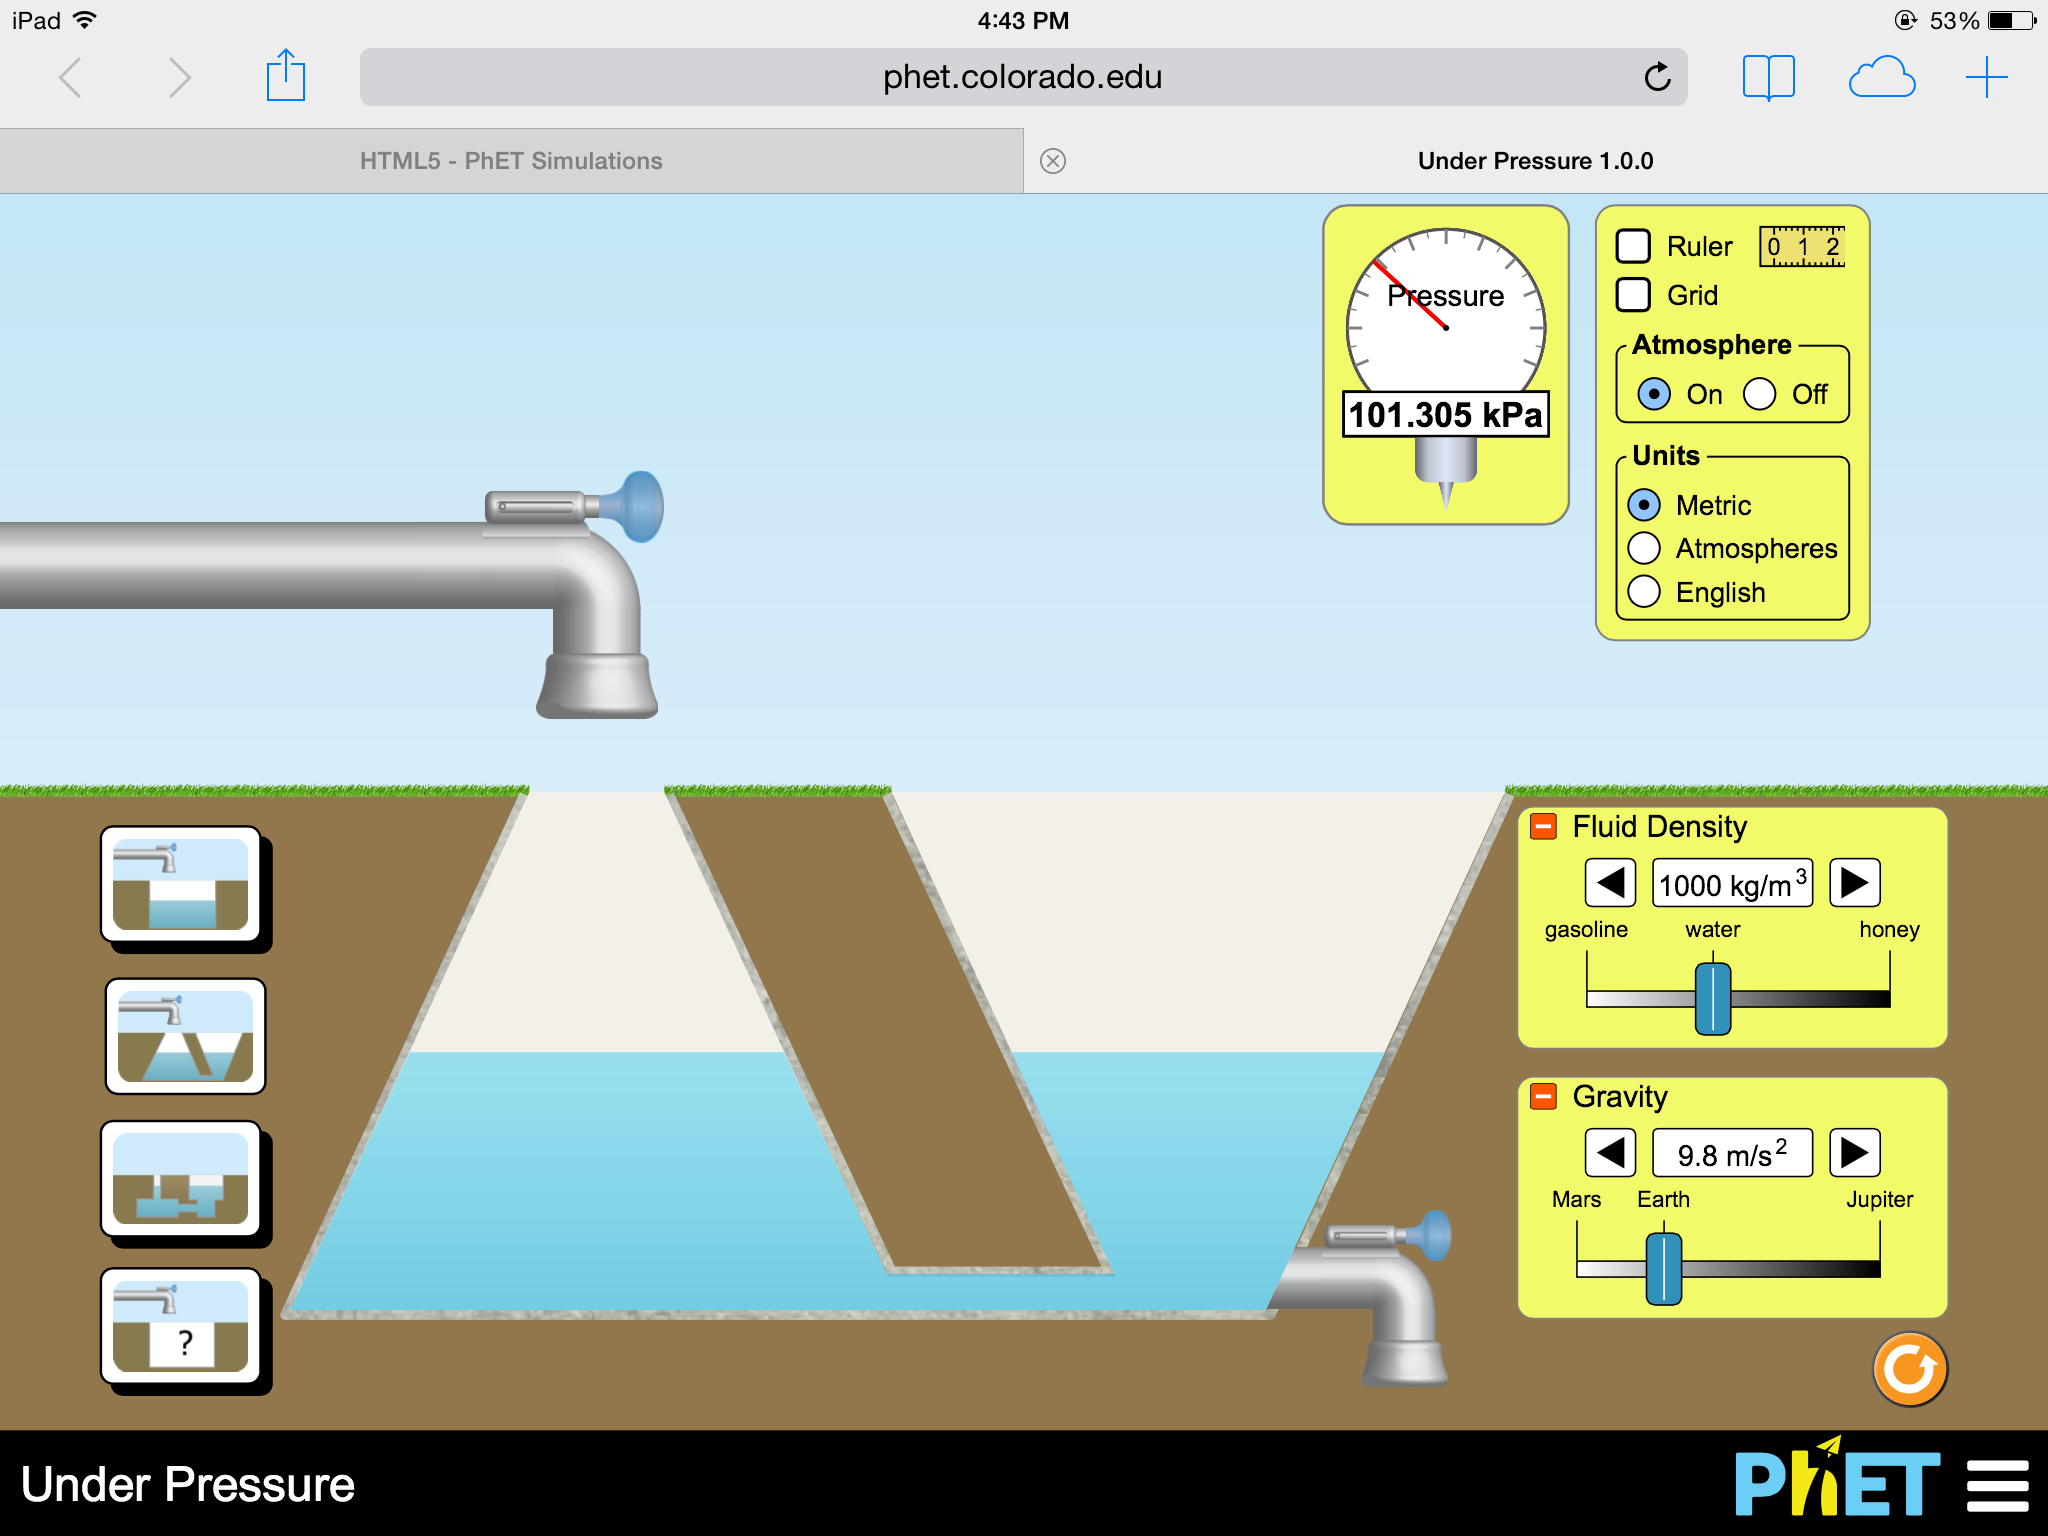 iPad
4:43 PM
53%
phet.colorado.edu
HTML5 - PhET Simulations
Under Pressure 1.0.0
Pressure
101.305 kPa
Ruler
0 1 2
Grid
Atmosphere
On Off
Units
Metric
Atmospheres
English
Fluid Density
1000 kg/m³
gasoline water honey
Gravity
9.8 m/s²
Mars Earth Jupiter
?
Under Pressure
PhET